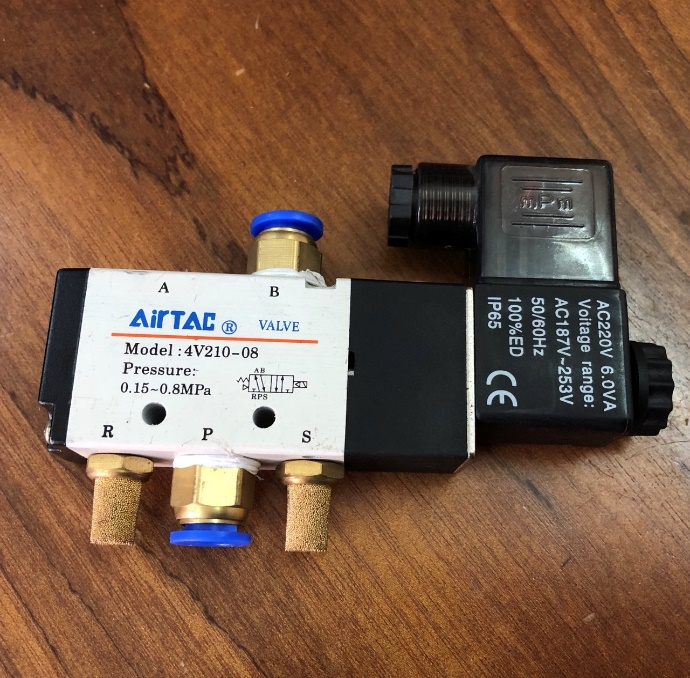 A B
AirTAC ® VALVE
Model : 4V210-08
Pressure:
0.15~0.8MPa
AB
RPS
R P S
mPm
AC220V 6.0VA
Voltage range:
AC187V~253V
50/60Hz
100%ED
IP65
CE